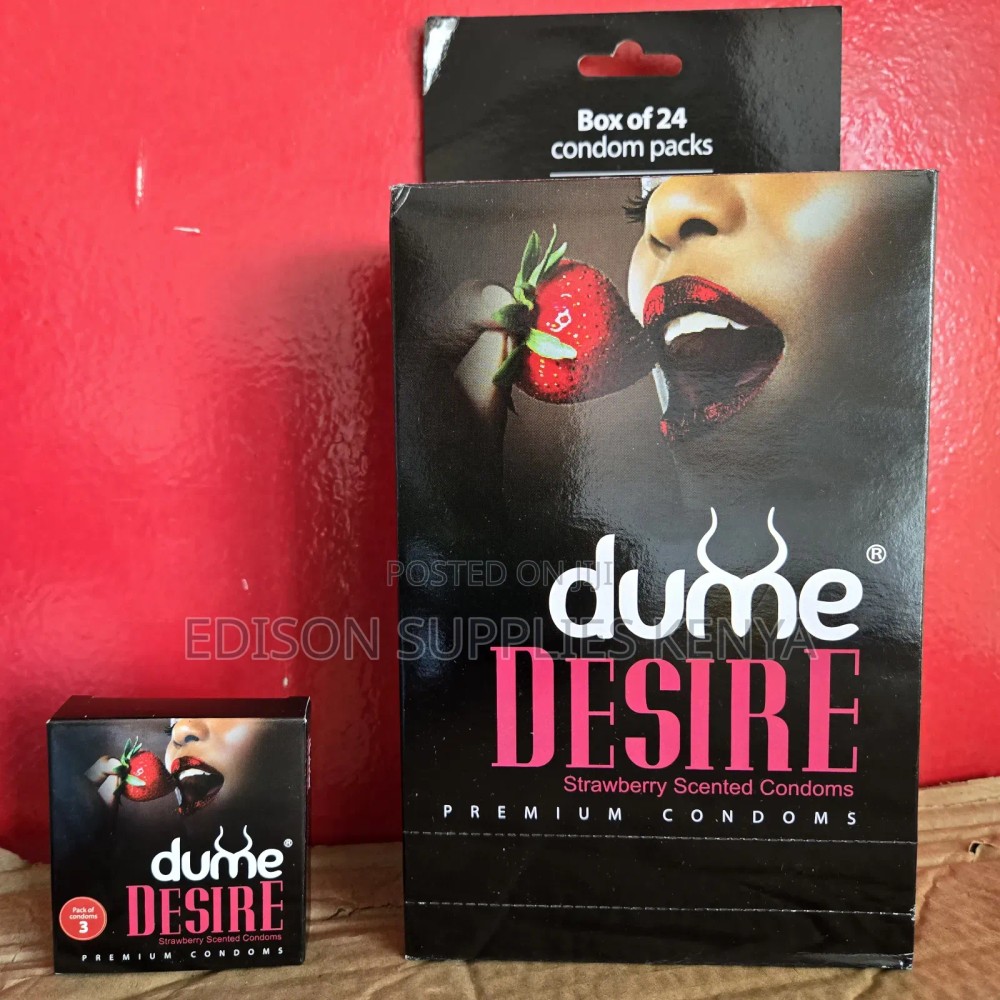 Box of 24
condom packs
dume®
DESIRE
Strawberry Scented Condoms
PREMIUM CONDOMS
POSTED ON JIJI
EDISON SUPPLIES KENYA
dume®
DESIRE
Pack of
condoms
3
Strawberry Scented Condoms
PREMIUM CONDOMS